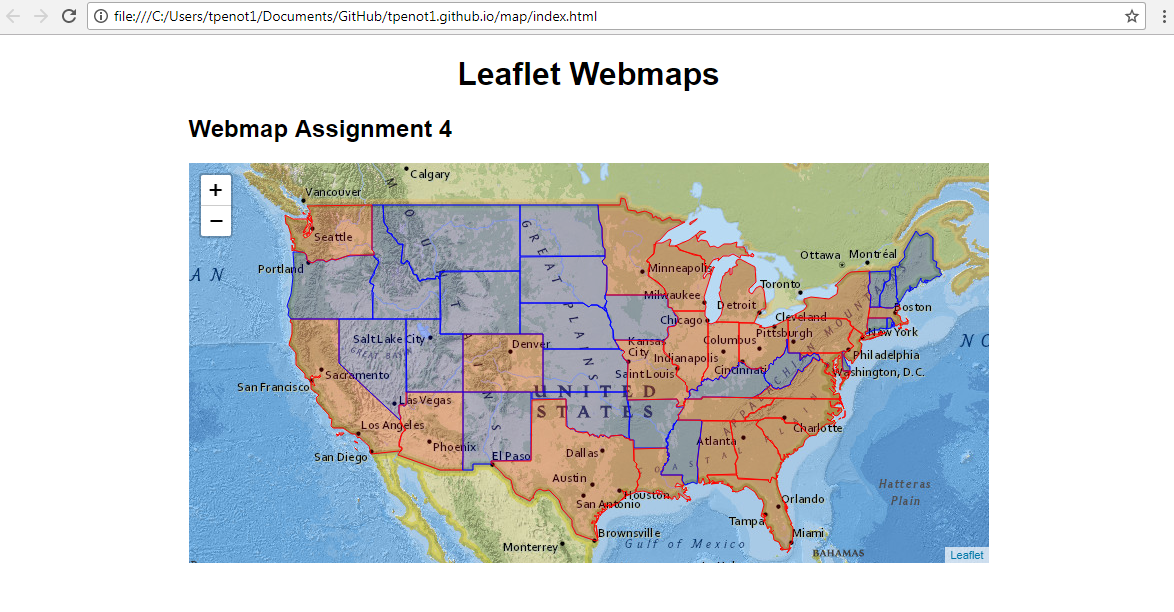 file:///C:/Users/tpenot1/Documents/GitHub/tpenot1.github.io/map/index.html
Leaflet Webmaps
Webmap Assignment 4
+
−
Calgary
Vancouver
Seattle
Portland
Ottawa
Montréal
Minneapolis
Toronto
Milwaukee
Detroit
Boston
Chicago
Cleveland
New York
Pittsburgh
Salt Lake City
GREAT BASIN
Denver
Kansas
City
Columbus
Indianapolis
Philadelphia
Saint Louis
Cincinnati
Washington, D.C.
San Francisco
Sacramento
GREAT PLAINS
UNITED
STATES
Las Vegas
Los Angeles
Phoenix
San Diego
El Paso
Dallas
Atlanta
Charlotte
Austin
Houston
San Antonio
Hatteras
Plain
Orlando
Tampa
Miami
Brownsville
Gulf of Mexico
Monterrey
BAHAMAS
Leaflet